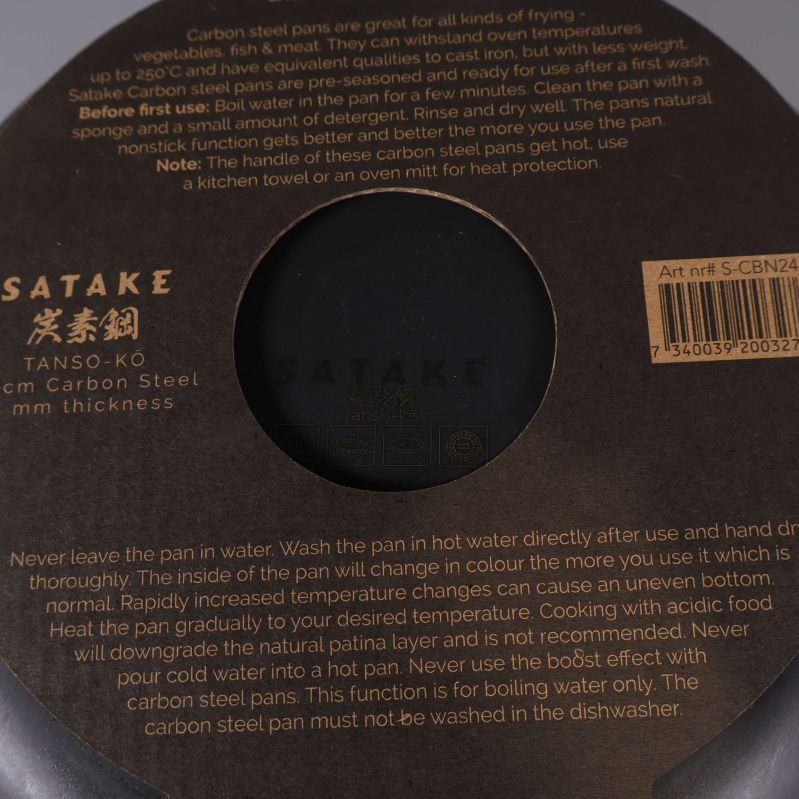 Carbon steel pans are great for all kinds of frying -
vegetables, fish & meat. They can withstand oven temperatures
up to 250°C and have equivalent qualities to cast iron, but with less weight.
Satake Carbon steel pans are pre-seasoned and ready for use after a first wash
Before first use: Boil water in the pan for a few minutes. Clean the pan with a
sponge and a small amount of detergent. Rinse and dry well. The pans natural
nonstick function gets better and better the more you use the pan.
Note: The handle of these carbon steel pans get hot, use
a kitchen towel or an oven mitt for heat protection.
SATAKE
炭素鋼
TANSO-KŌ
cm Carbon Steel
mm thickness
Art nr# S-CBN24
7 340039 200327
SATAKE
Tanso-Kō
Never leave the pan in water. Wash the pan in hot water directly after use and hand dry
thoroughly. The inside of the pan will change in colour the more you use it which is
normal. Rapidly increased temperature changes can cause an uneven bottom.
Heat the pan gradually to your desired temperature. Cooking with acidic food
will downgrade the natural patina layer and is not recommended. Never
pour cold water into a hot pan. Never use the boost effect with
carbon steel pans. This function is for boiling water only. The
carbon steel pan must not be washed in the dishwasher.